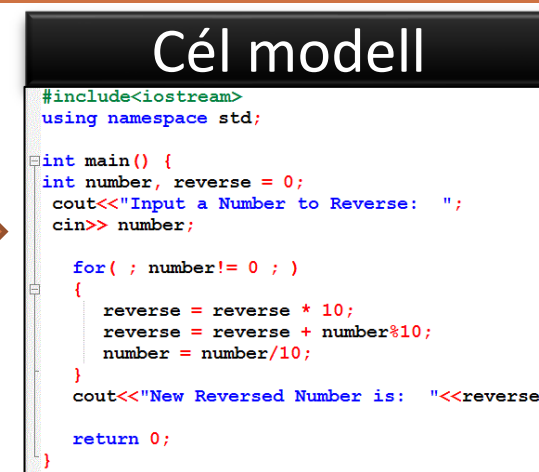 Cél modell
#include<iostream>
using namespace std;
int main() {
int number, reverse = 0;
cout<<"Input a Number to Reverse:  ";
cin>> number;
for( ; number!= 0 ; )
{
reverse = reverse * 10;
reverse = reverse + number%10;
number = number/10;
}
cout<<"New Reversed Number is:  "<<reverse
return 0;
}